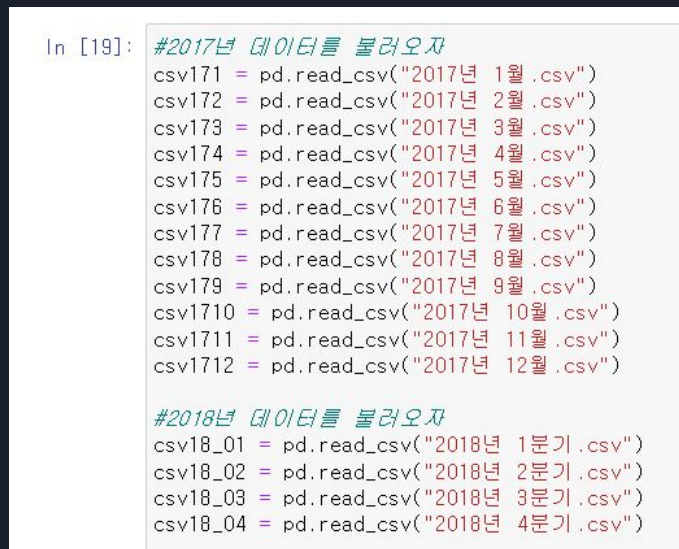 In [19]: #2017년 데이터를 불러오자
csv171 = pd.read_csv("2017년 1월.csv")
csv172 = pd.read_csv("2017년 2월.csv")
csv173 = pd.read_csv("2017년 3월.csv")
csv174 = pd.read_csv("2017년 4월.csv")
csv175 = pd.read_csv("2017년 5월.csv")
csv176 = pd.read_csv("2017년 6월.csv")
csv177 = pd.read_csv("2017년 7월.csv")
csv178 = pd.read_csv("2017년 8월.csv")
csv179 = pd.read_csv("2017년 9월.csv")
csv1710 = pd.read_csv("2017년 10월.csv")
csv1711 = pd.read_csv("2017년 11월.csv")
csv1712 = pd.read_csv("2017년 12월.csv")
#2018년 데이터를 불러오자
csv18_01 = pd.read_csv("2018년 1분기.csv")
csv18_02 = pd.read_csv("2018년 2분기.csv")
csv18_03 = pd.read_csv("2018년 3분기.csv")
csv18_04 = pd.read_csv("2018년 4분기.csv")